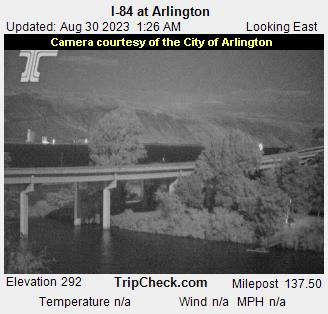 I-84 at Arlington
Updated: Aug 30 2023 1:26 AM Looking East
Camera courtesy of the City of Arlington
Elevation 292 TripCheck.com Milepost 137.50
Temperature n/a Wind n/a MPH n/a